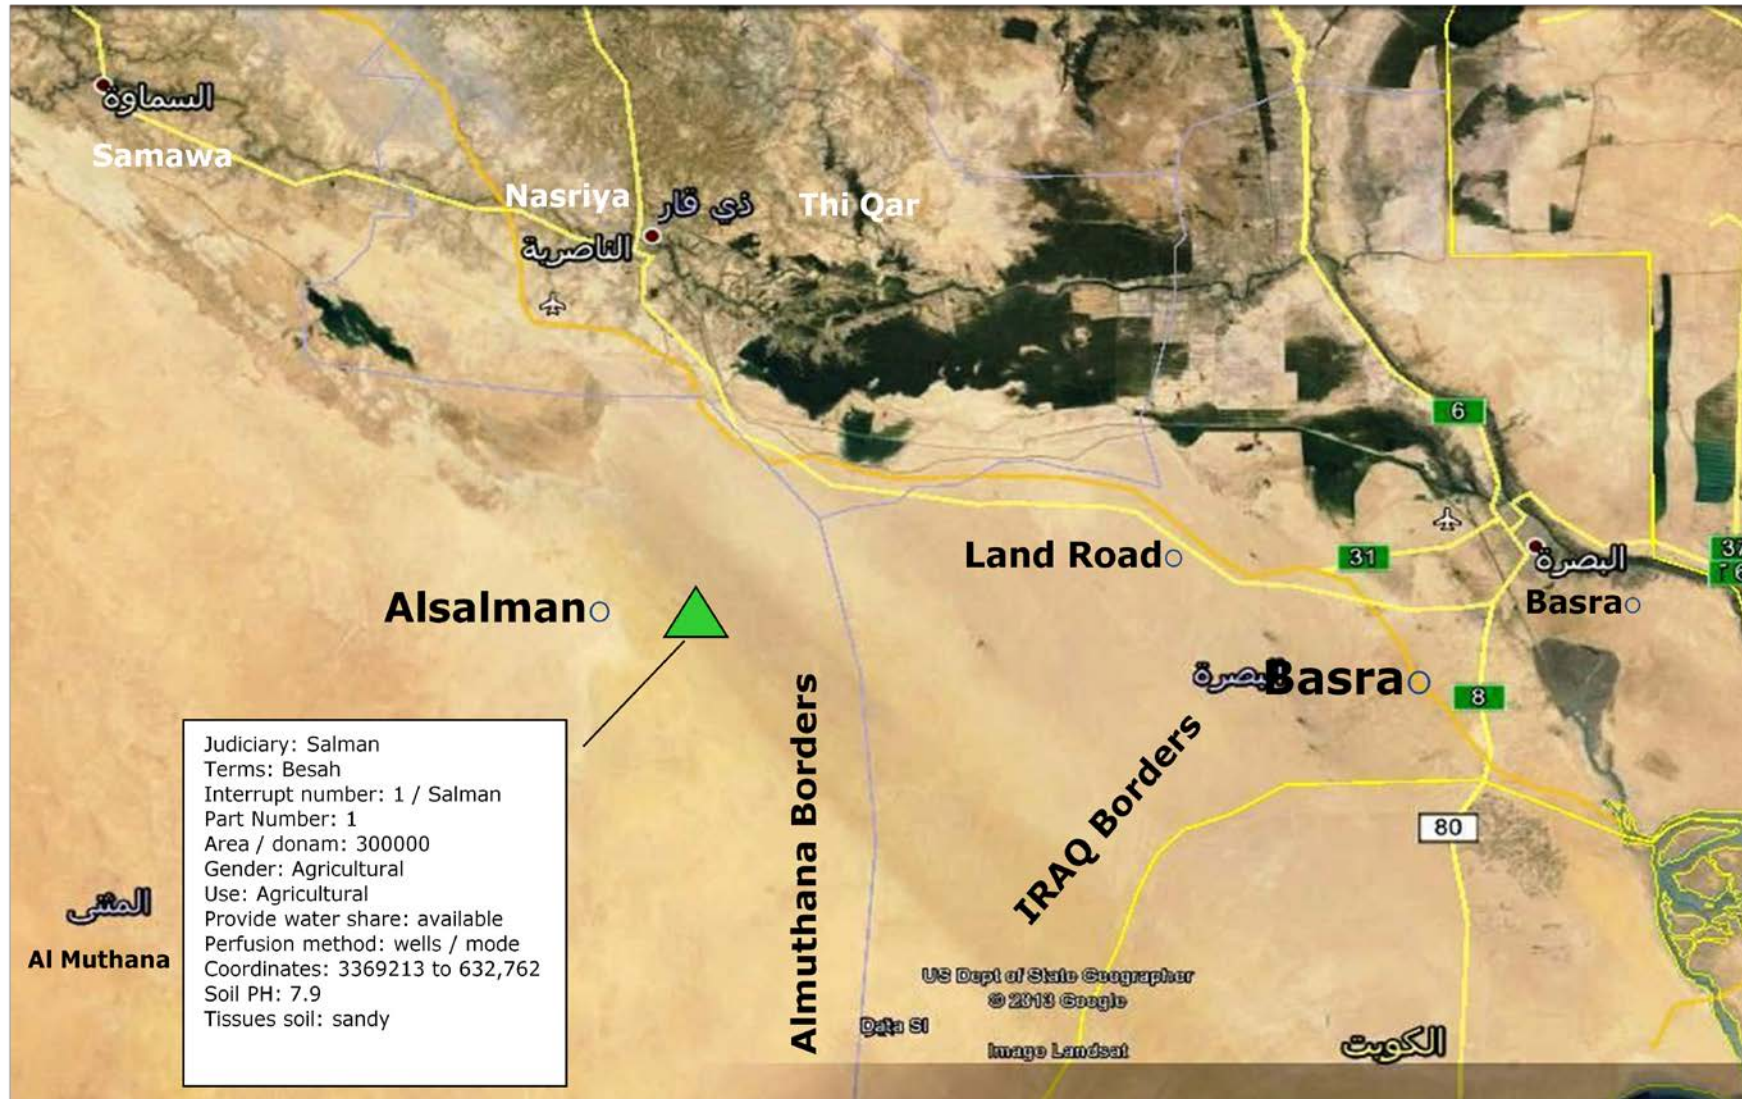 السماوة
Samawa
Nasriya
ذي قار
Thi Qar
الناصرية
6
Land Road
31
البصرة
37
6
Alsalman
Basra
البصرة
Basra
8
Judiciary: Salman
Terms: Besah
Interrupt number: 1 / Salman
Part Number: 1
Area / donam: 300000
Gender: Agricultural
Use: Agricultural
Provide water share: available
Perfusion method: wells / mode
Coordinates: 3369213 to 632,762
Soil PH: 7.9
Tissues soil: sandy
Almuthana Borders
IRAQ Borders
80
المثنى
Al Muthana
US Dept of State Geographer
© 2013 Google
Data SI
Image Landsat
الكويت